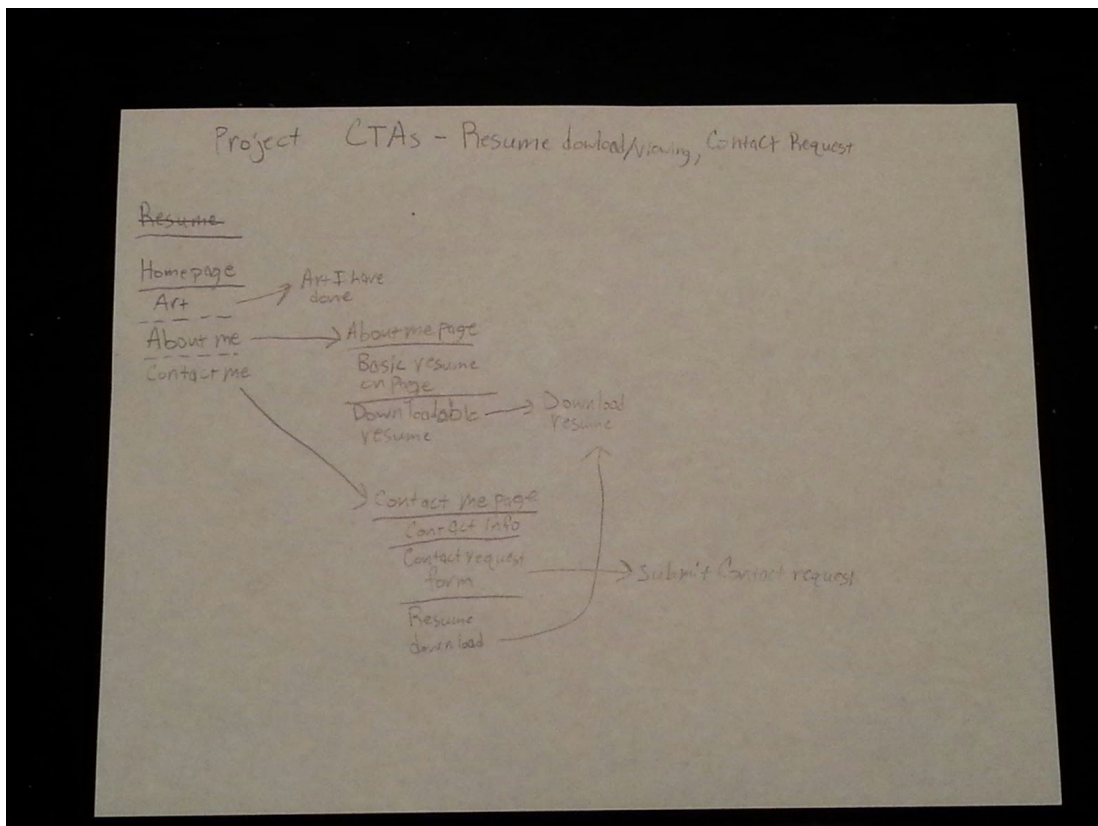 Project CTAs - Resume dowload/viewing, Contact Request
Resume
Homepage
Art
Art I have
done
About me
About me page
Basic resume
on page
Downloadable
resume
Download
resume
Contact me
Contact me page
Contact info
Contact request
form
Submit Contact request
Resume
download